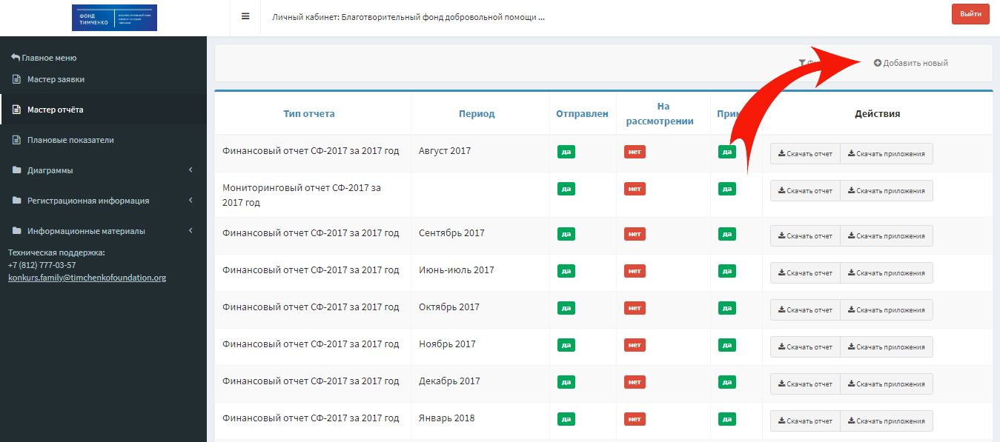 ФОНД
ТИМЧЕНКО
Личный кабинет: Благотворительный фонд добровольной помощи ...
Выйти
Главное меню
Мастер заявки
Мастер отчёта
Плановые показатели
Диаграммы
Регистрационная информация
Информационные материалы
Техническая поддержка:
+7 (812) 777-03-57
konkurs.family@timchenkofoundation.org
Добавить новый
Тип отчета Период Отправлен На рассмотрении Действия
Финансовый отчет СФ-2017 за 2017 год Август 2017 да нет да Скачать отчет Скачать приложения
Мониторинговый отчет СФ-2017 за да нет да Скачать отчет Скачать приложения
2017 год
Финансовый отчет СФ-2017 за 2017 год Сентябрь 2017 да нет да Скачать отчет Скачать приложения
Финансовый отчет СФ-2017 за 2017 год Июнь-июль 2017 да нет да Скачать отчет Скачать приложения
Финансовый отчет СФ-2017 за 2017 год Октябрь 2017 да нет да Скачать отчет Скачать приложения
Финансовый отчет СФ-2017 за 2017 год Ноябрь 2017 да нет да Скачать отчет Скачать приложения
Финансовый отчет СФ-2017 за 2017 год Декабрь 2017 да нет да Скачать отчет Скачать приложения
Финансовый отчет СФ-2017 за 2017 год Январь 2018 да нет да Скачать отчет Скачать приложения